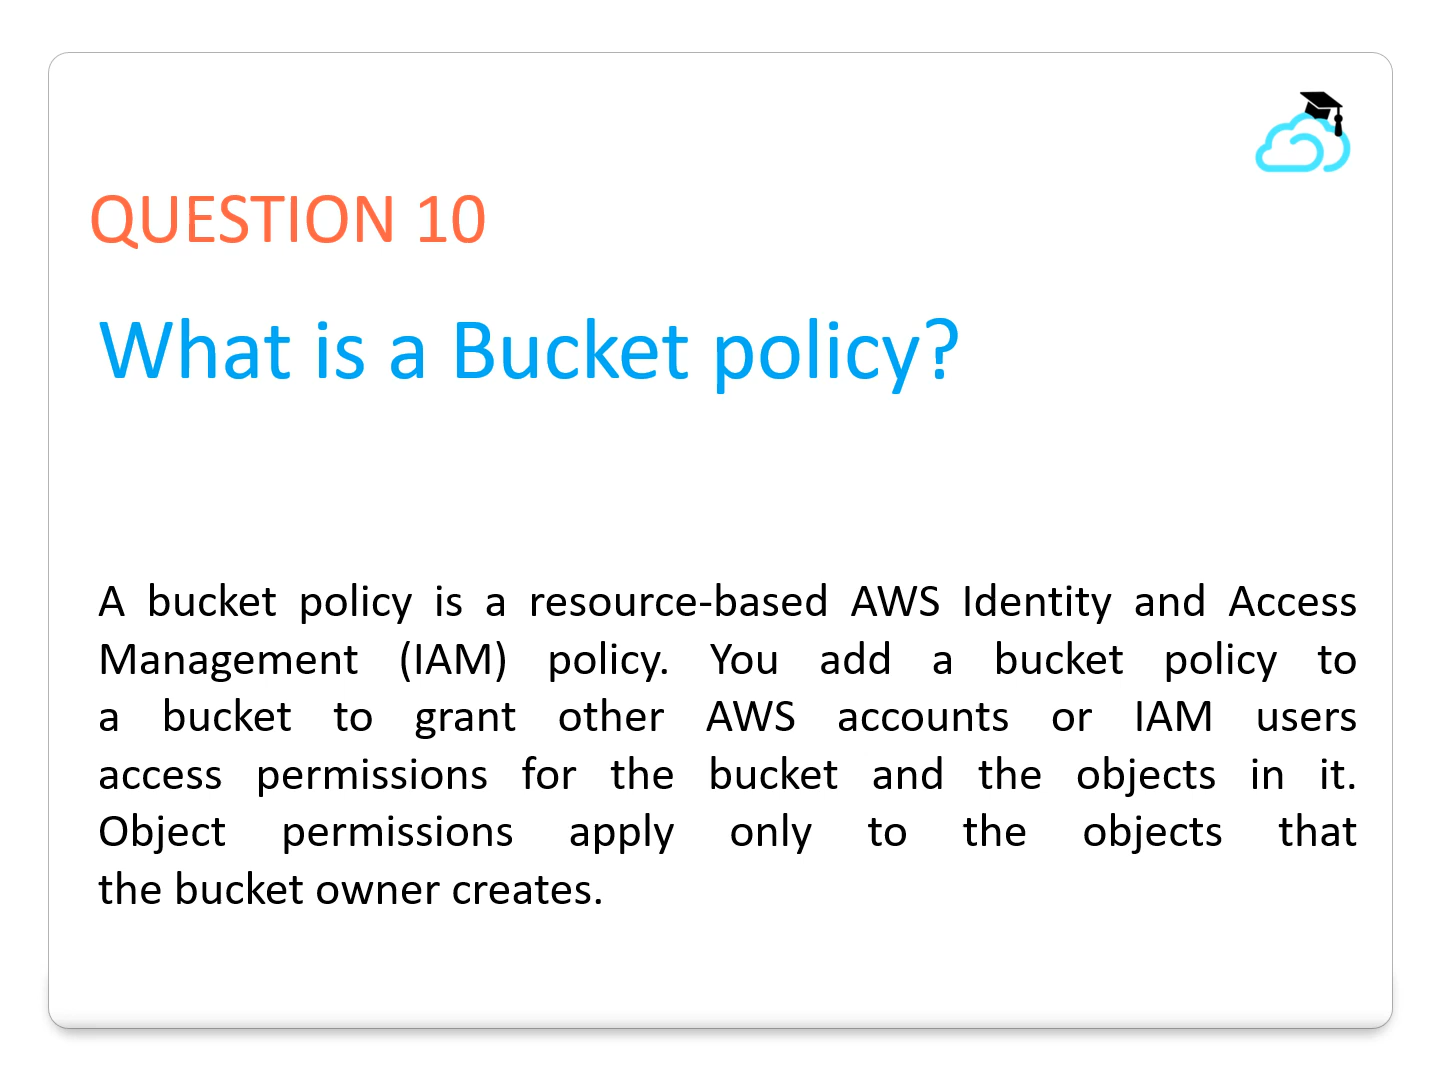 QUESTION 10
What is a Bucket policy?
A bucket policy is a resource-based AWS Identity and Access
Management (IAM) policy. You add a bucket policy to
a bucket to grant other AWS accounts or IAM users
access permissions for the bucket and the objects in it.
Object permissions apply only to the objects that
the bucket owner creates.